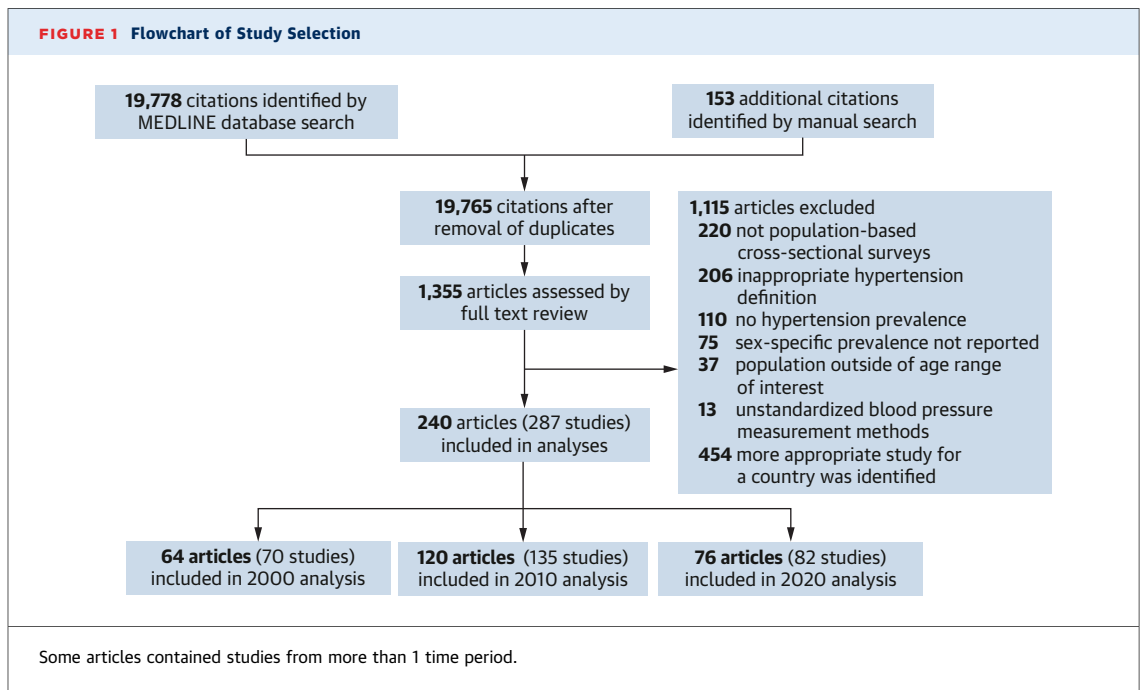 FIGURE 1 Flowchart of Study Selection
19,778 citations identified by
MEDLINE database search
153 additional citations
identified by manual search
19,765 citations after
removal of duplicates
1,355 articles assessed by
full text review
1,115 articles excluded
220 not population-based
cross-sectional surveys
206 inappropriate hypertension
definition
110 no hypertension prevalence
75 sex-specific prevalence not reported
37 population outside of age range
of interest
13 unstandardized blood pressure
measurement methods
454 more appropriate study for
a country was identified
240 articles (287 studies)
included in analyses
64 articles (70 studies)
included in 2000 analysis
120 articles (135 studies)
included in 2010 analysis
76 articles (82 studies)
included in 2020 analysis
Some articles contained studies from more than 1 time period.